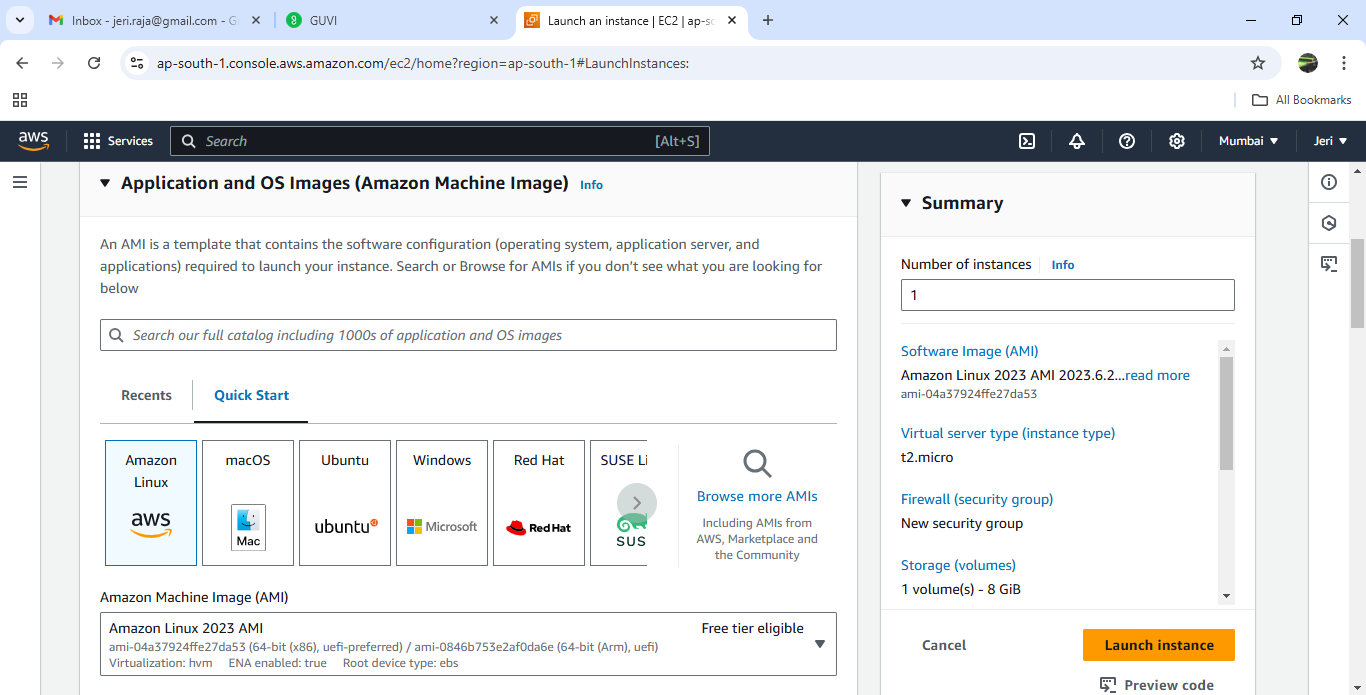 Inbox - jeri.raja@gmail.com - G
GUVI
Launch an instance | EC2 | ap-so
ap-south-1.console.aws.amazon.com/ec2/home?region=ap-south-1#LaunchInstances:
All Bookmarks
aws
Services
Search
[Alt+S]
Mumbai
Jeri
Application and OS Images (Amazon Machine Image)
Info
An AMI is a template that contains the software configuration (operating system, application server, and
applications) required to launch your instance. Search or Browse for AMIs if you don’t see what you are looking for
below
Search our full catalog including 1000s of application and OS images
Recents
Quick Start
Amazon
Linux
aws
macOS
Mac
Ubuntu
ubuntu
Windows
Microsoft
Red Hat
Red Hat
SUSE Li
SUS
Browse more AMIs
Including AMIs from
AWS, Marketplace and
the Community
Amazon Machine Image (AMI)
Amazon Linux 2023 AMI
Free tier eligible
ami-04a37924ffe27da53 (64-bit (x86), uefi-preferred) / ami-0846b753e2af0da6e (64-bit (Arm), uefi)
Virtualization: hvm ENA enabled: true Root device type: ebs
Summary
Number of instances
Info
1
Software Image (AMI)
Amazon Linux 2023 AMI 2023.6.2...read more
ami-04a37924ffe27da53
Virtual server type (instance type)
t2.micro
Firewall (security group)
New security group
Storage (volumes)
1 volume(s) - 8 GiB
Cancel
Launch instance
Preview code